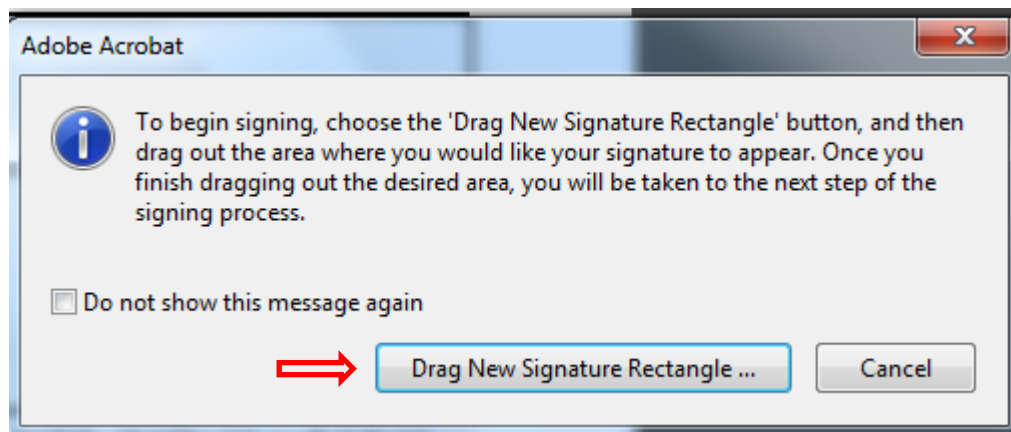 Adobe Acrobat
To begin signing, choose the 'Drag New Signature Rectangle' button, and then
drag out the area where you would like your signature to appear. Once you
finish dragging out the desired area, you will be taken to the next step of the
signing process.
Do not show this message again
Drag New Signature Rectangle ... Cancel